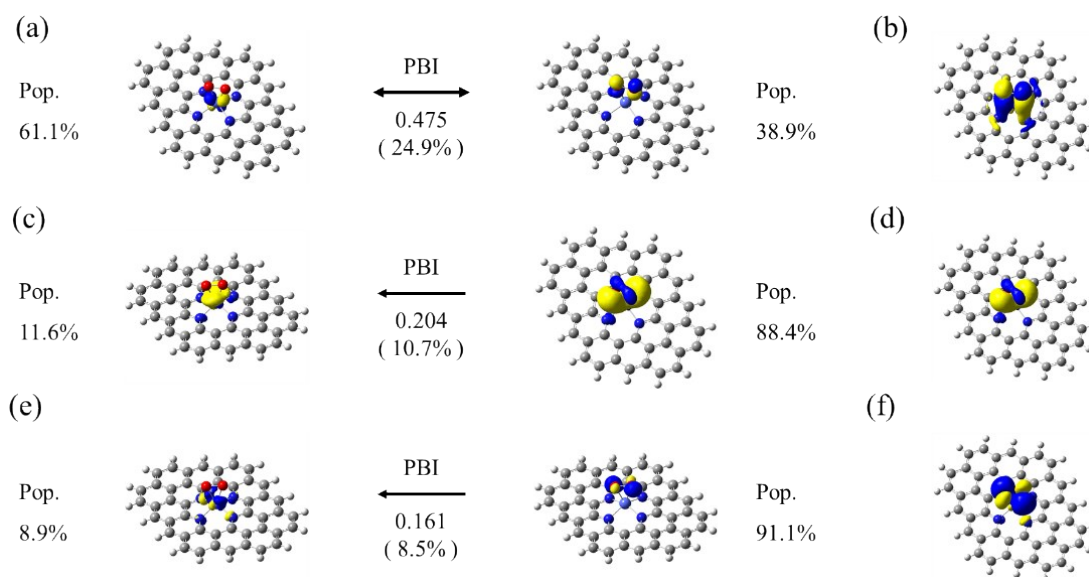 (a)
(b)
Pop.
61.1%
PBI
0.475
( 24.9% )
Pop.
38.9%
(c)
(d)
Pop.
11.6%
PBI
0.204
( 10.7% )
Pop.
88.4%
(e)
(f)
Pop.
8.9%
PBI
0.161
( 8.5% )
Pop.
91.1%